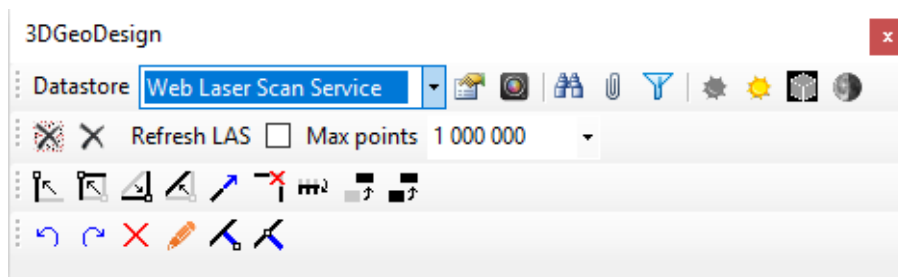 3DGeoDesign
Datastore Web Laser Scan Service
Refresh LAS Max points 1 000 000